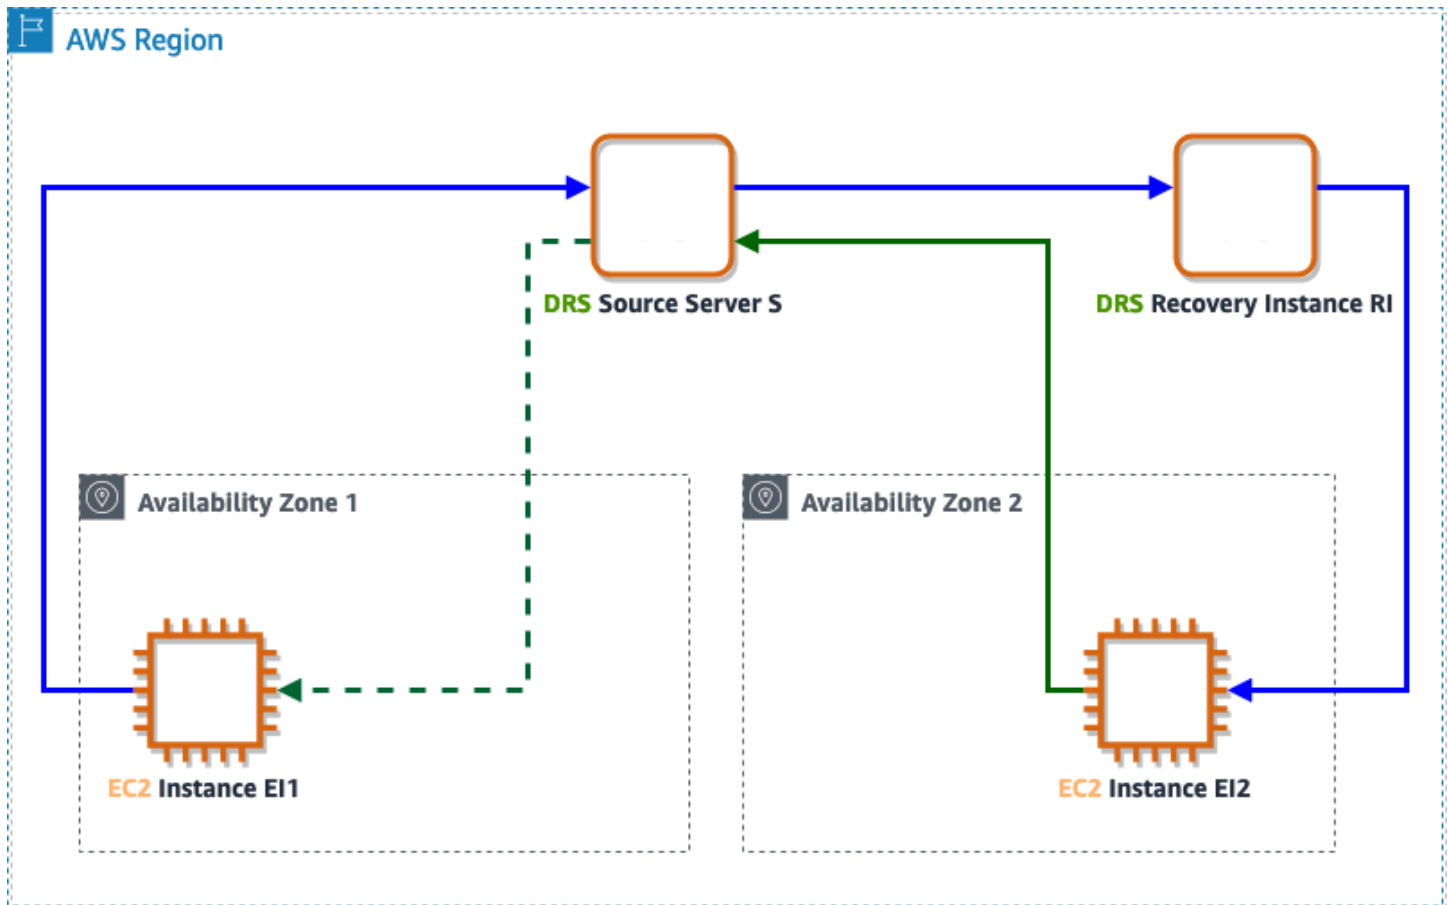 AWS Region
DRS Source Server S
DRS Recovery Instance RI
Availability Zone 1
Availability Zone 2
EC2 Instance EI1
EC2 Instance EI2